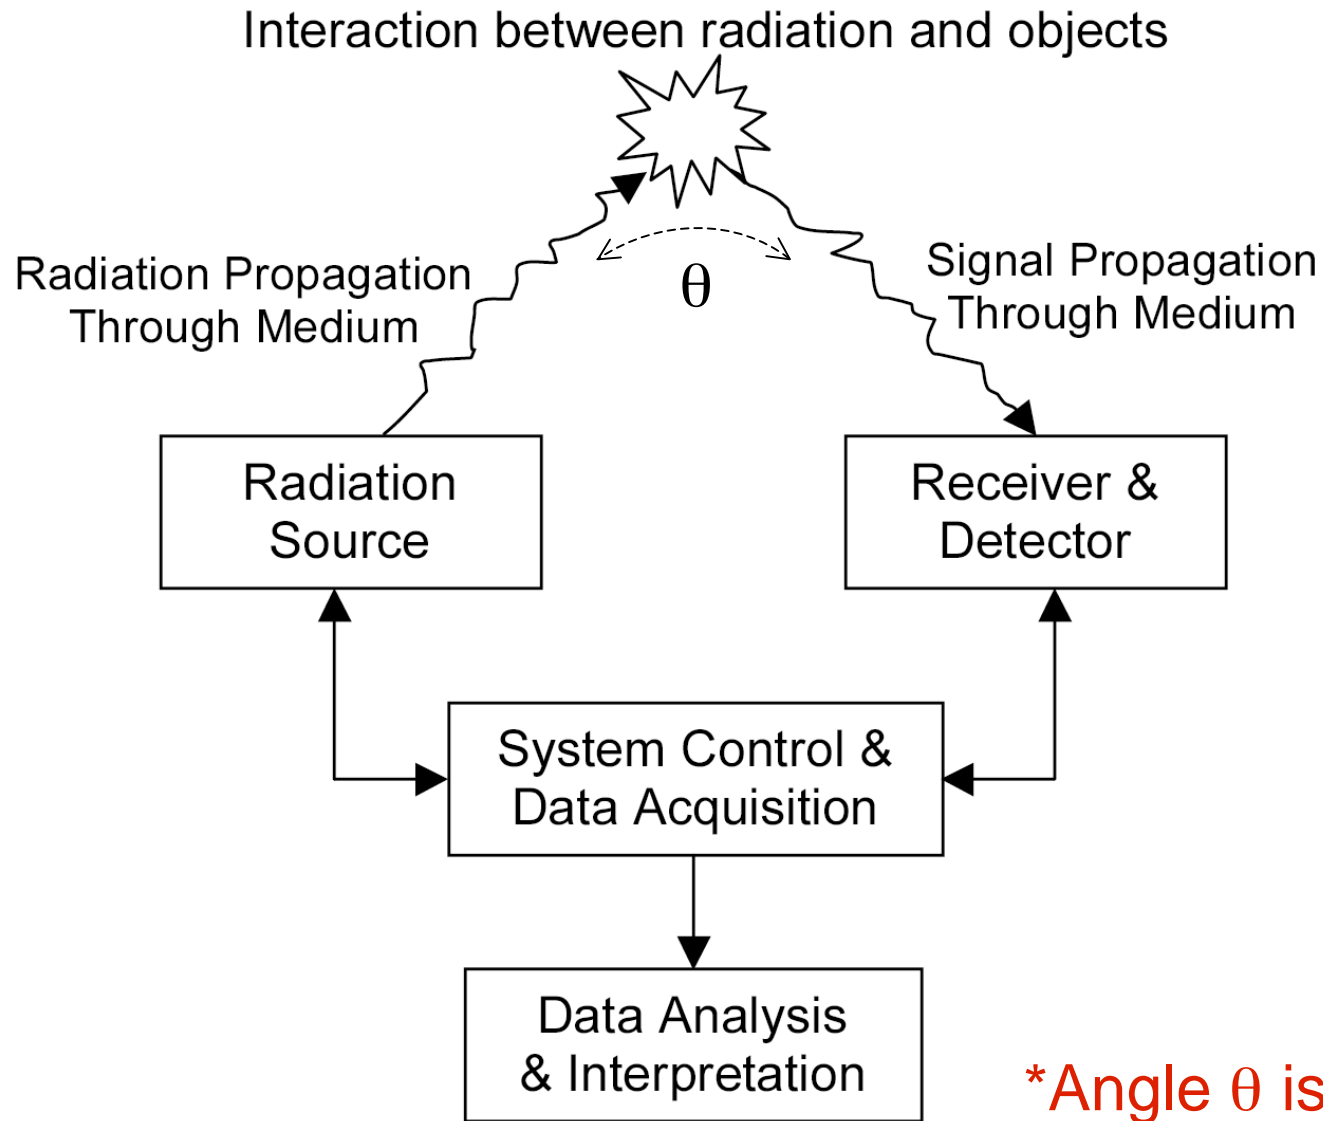 Interaction between radiation and objects
θ
Radiation Propagation
Through Medium
Signal Propagation
Through Medium
Radiation
Source
Receiver &
Detector
System Control &
Data Acquisition
Data Analysis
& Interpretation
*Angle θ is